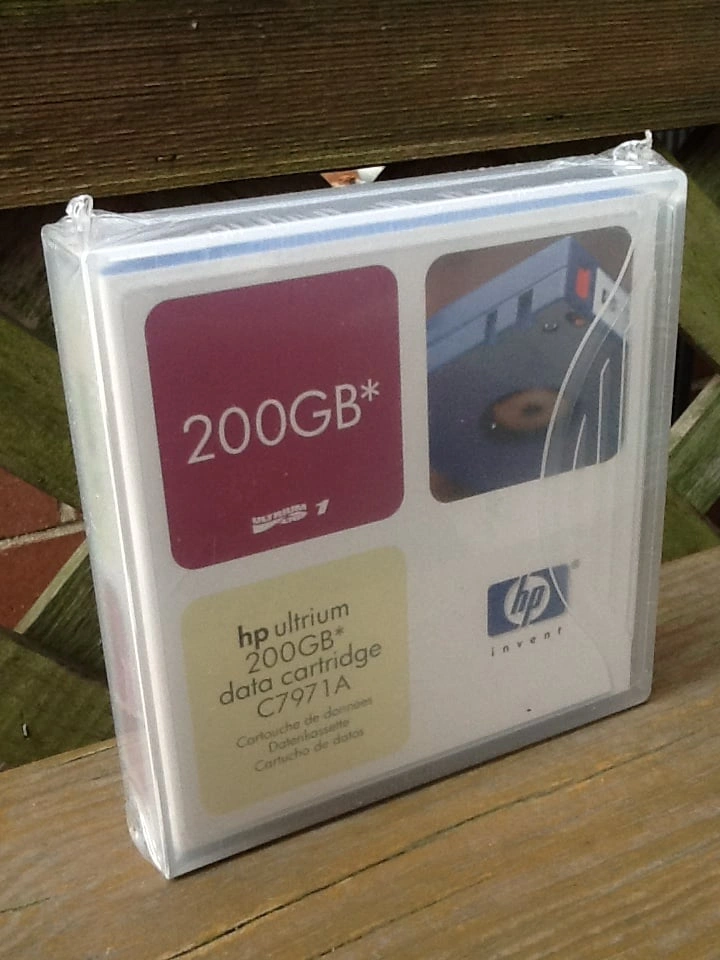 200GB*
ULTRIUM 1
hp ultrium
200GB*
data cartridge
C7971A
Cartouche de données
Datenkassette
Cartucho de datos
hp®
invent